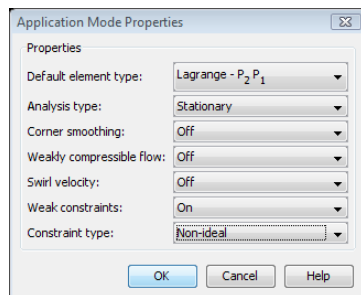 Application Mode Properties
Properties
Default element type: Lagrange - P₂ P₁
Analysis type: Stationary
Corner smoothing: Off
Weakly compressible flow: Off
Swirl velocity: Off
Weak constraints: On
Constraint type: Non-ideal
OK Cancel Help